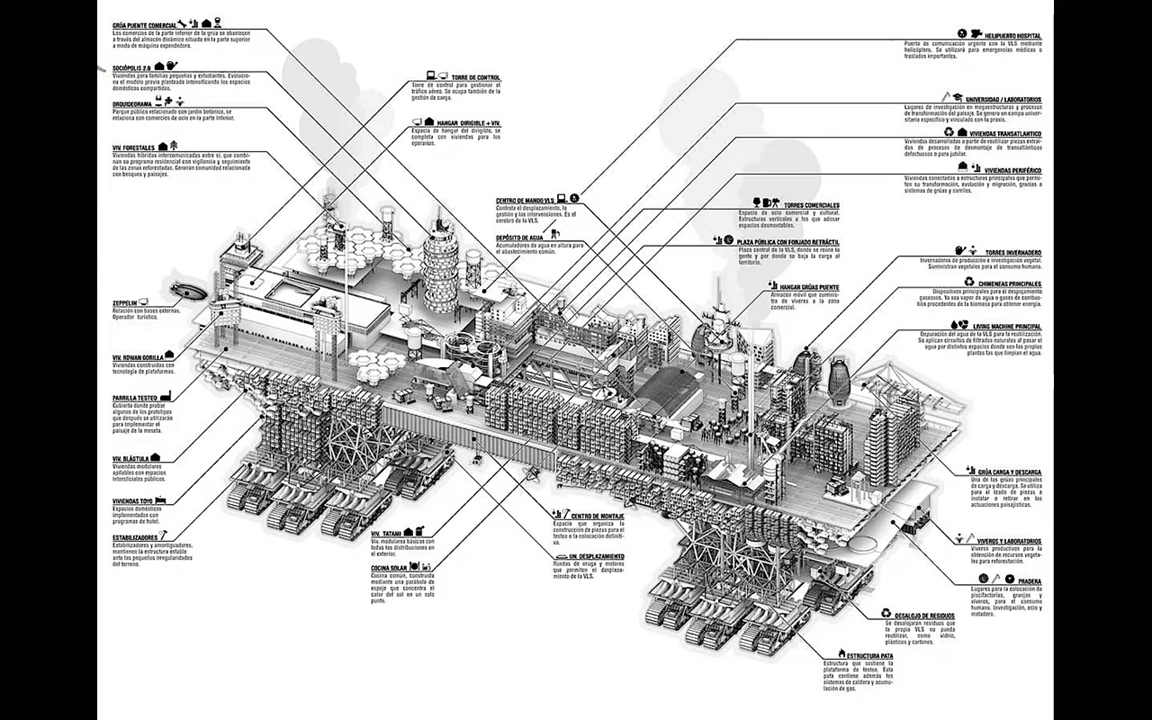 GRÚA PUENTE COMERCIAL
Los comercios de la parte inferior de la grúa se abastecen
a través del almacén dinámico situado en la parte superior
a modo de máquina expendedora.
SOCIÓPOLIS 2.0
Viviendas para familias pequeñas y estudiantes. Evolucio-
na el modelo previo planteado intensificando los espacios
domésticos compartidos.
ORQUIDEORAMA
Parque público relacionado con jardín botánico, se
relaciona con comercios de ocio en la parte inferior.
VIV. FORESTALES
Viviendas híbridas intercomunicadas entre sí, que combi-
nan su programa residencial con vigilancia y seguimiento
de las zonas reforestadas. Generan comunidad relacionada
con bosques y paisajes.
TORRE DE CONTROL
Torre de control para gestionar el
tráfico aéreo. Se ocupa también de la
gestión de carga.
HANGAR DIRIGIBLE + VIV.
Espacio de hangar del dirigible, se
completa con viviendas para los
operarios.
CENTRO DE MANDO VLS
Controla el desplazamiento, la
gestión y las intervenciones. Es el
cerebro de la VLS.
DEPÓSITO DE AGUA
Acumuladores de agua en altura para
el abastecimiento común.
HELIPUERTO HOSPITAL
Puerto de comunicación urgente con la VLS mediante
helicóptero. Se utilizará para emergencias médicas o
traslados importantes.
UNIVERSIDAD / LABORATORIOS
Lugares de investigación en megaestructuras y procesos
de transformación del paisaje. Se genera un campus univer-
sitario específico y vinculado con la praxis.
VIVIENDAS TRANSATLANTICO
Viviendas desarrolladas a partir de reutilizar piezas extraí-
das de procesos de desmontaje de transatlánticos
defectuosos o para jubilar.
VIVIENDAS PERIFÉRICO
Viviendas conectadas a estructuras principales que permi-
ten su transformación, evolución y migración, gracias a
sistemas de grúas y carriles.
TORRES COMERCIALES
Espacio de ocio comercial y cultural.
Estructuras verticales a los que adosar
espacios desmontables.
PLAZA PÚBLICA CON FORJADO RETRÁCTIL
Plaza central de la VLS, donde se reúne la
gente y por donde se baja la carga al
territorio.
HANGAR GRÚAS PUENTE
Almacén móvil que suminis-
tra de víveres a la zona
comercial.
TORRES INVERNADERO
Invernaderos de producción e investigación vegetal.
Suministran vegetales para el consumo humano.
CHIMENEAS PRINCIPALES
Dispositivos principales para el despojamiento
gaseosos. Ya sea vapor de agua o gases de combus-
tión procedentes de la biomasa para obtener energía.
LIVING MACHINE PRINCIPAL
Depuración del agua de la VLS para la reutilización.
Se aplican circuitos de filtrados naturales al pasar el
agua por distintos espacios donde son las propias
plantas las que limpian el agua.
ZEPPELIN
Relación con bases externas.
Operador turístico.
VIV. ROWAN GORILLA
Viviendas construidas con
tecnología de plataformas.
PARRILLA TESTEO
Cubierta donde probar
algunos de los prototipos
que después se utilizarán
para implementar el
paisaje de la meseta.
VIV. BLÁSTULA
Viviendas modulares
apilables con espacios
intersticiales públicos.
VIVIENDAS TOYO
Espacios domésticos
implementados con
programas de hotel.
ESTABILIZADORES
Estabilizadores y amortiguadores,
mantienen la estructura estable
ante las pequeñas irregularidades
del terreno.
VIV. TATAMI
Viv. modulares básicas con
todas las distribuciones en
el exterior.
COCINA SOLAR
Cocina común, construida
mediante una parábola de
espejo que concentra el
calor del sol en un solo
punto.
CENTRO DE MONTAJE
Espacio que organiza la
construcción de piezas para el
testeo o la colocación definiti-
va.
UN. DESPLAZAMIENTO
Ruedas de oruga y motores
que permiten el despla-
zamiento de la VLS.
GRÚA CARGA Y DESCARGA
Una de las grúas principales
de carga y descarga. Se utiliza
para el izado de piezas a
instalar o retirar en las
actuaciones paisajísticas.
VIVEROS Y LABORATORIOS
Viveros productivos para la
obtención de recursos vegeta-
les para reforestación.
PRADERA
Lugares para la colocación de
piscifactorías, granjas y
viveros, para el consumo
humano. Investigación, ocio y
matadero.
DESALOJO DE RESIDUOS
Se desalojarán residuos que
la propia VLS no pueda
reutilizar, como vidrio,
plásticos y cartones.
ESTRUCTURA PATA
Estructura que sostiene la
plataforma de testeo. Esta
pata contiene además los
sistemas de caldera y acumu-
lación de gas.